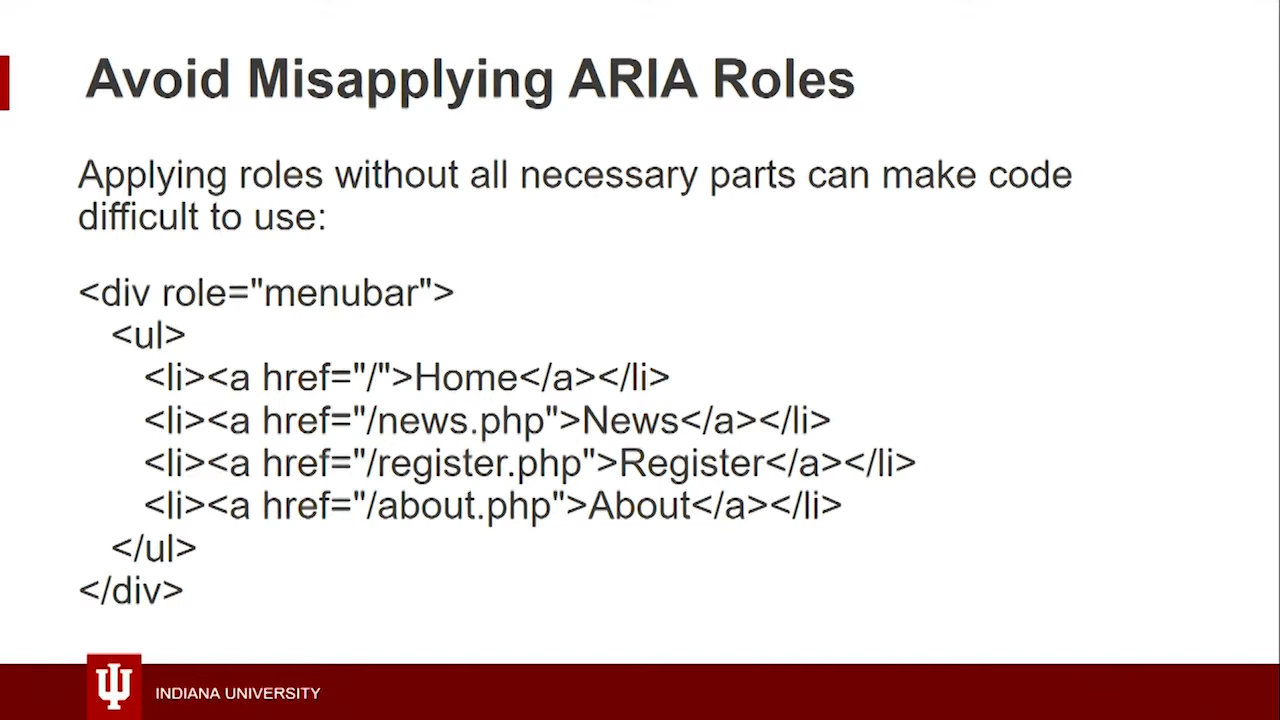 Avoid Misapplying ARIA Roles
Applying roles without all necessary parts can make code
difficult to use:
<div role="menubar">
<ul>
<li><a href="/">Home</a></li>
<li><a href="/news.php">News</a></li>
<li><a href="/register.php">Register</a></li>
<li><a href="/about.php">About</a></li>
</ul>
</div>
INDIANA UNIVERSITY